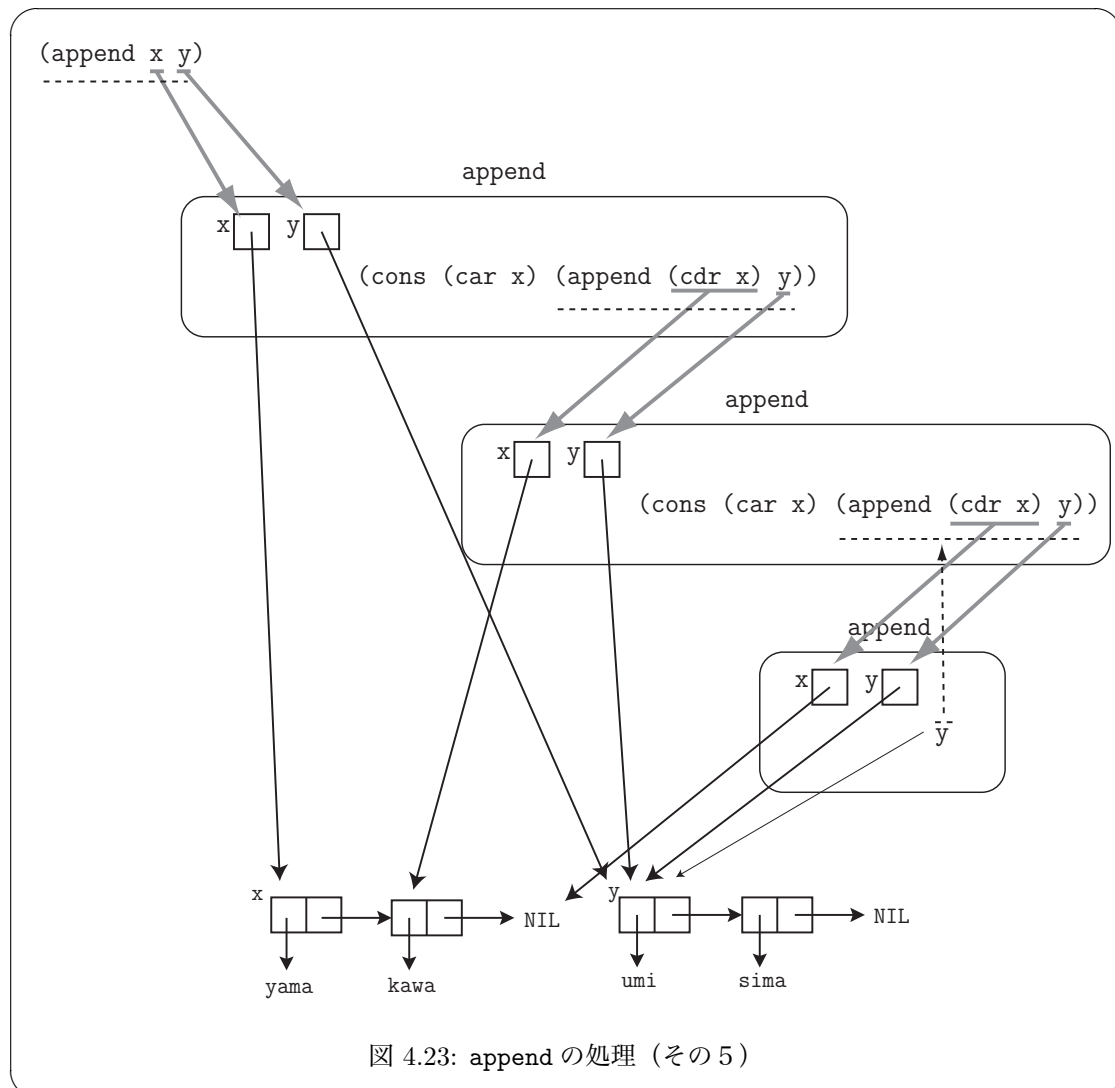 (append x y)
append
x y
(cons (car x) (append (cdr x) y))
append
x y
(cons (car x) (append (cdr x) y))
append
x y
y
x y
NIL NIL
yama kawa umi sima
図 4.23: append の処理（その５）